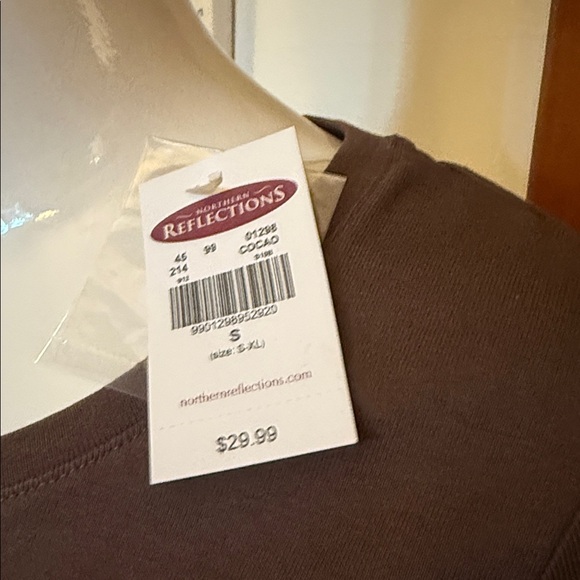 NORTHERN
REFLECTIONS
45 99 01298
214 COCAO
9901298952920
S
(size: S-XL)
northernreflections.com
$29.99